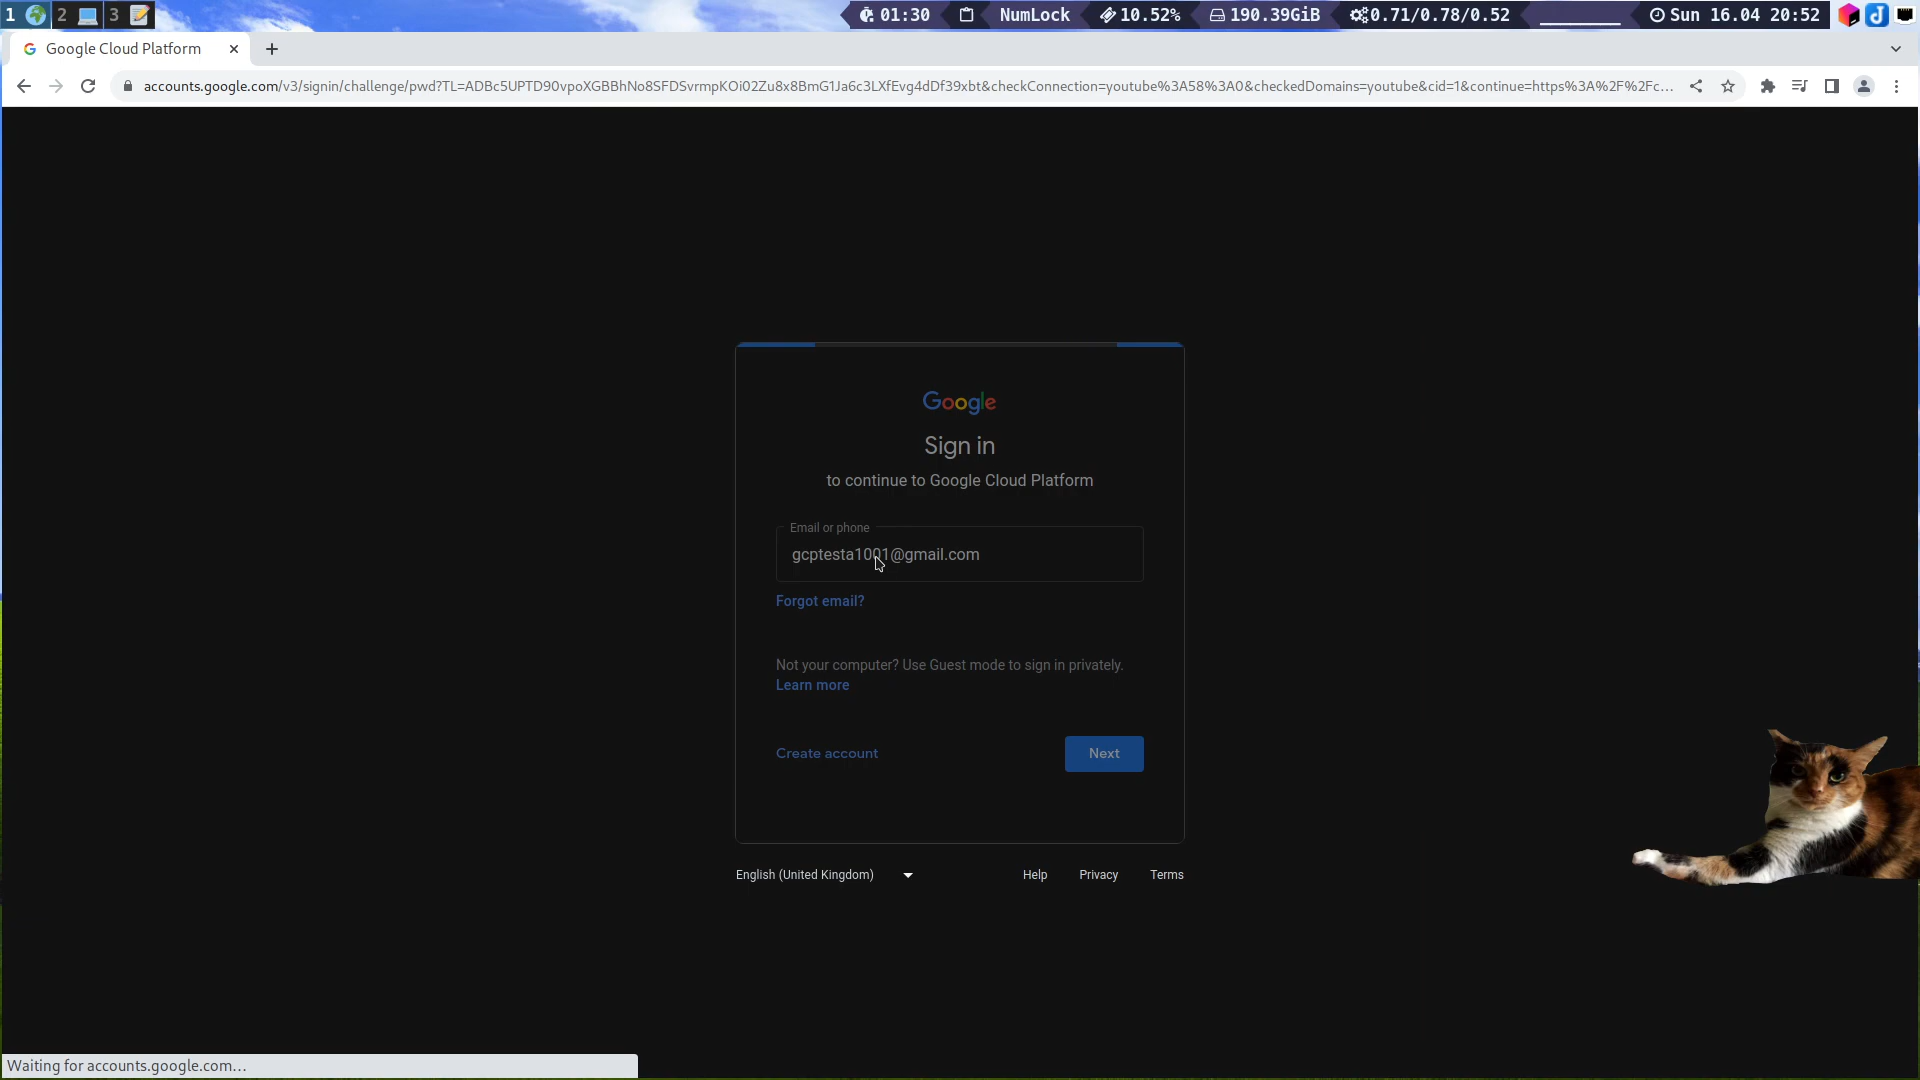 1 2 3 01:30 NumLock 10.52% 190.39GiB 0.71/0.78/0.52 Sun 16.04 20:52
Google Cloud Platform
accounts.google.com/v3/signin/challenge/pwd?TL=ADBc5UPTD90vpoXGBBhNo8SFDSvrmpKOi02Zu8x8BmG1Ja6c3LXfEvg4dDf39xbt&checkConnection=youtube%3A58%3A0&checkedDomains=youtube&cid=1&continue=https%3A%2F%2Fc...
Google
Sign in
to continue to Google Cloud Platform
Email or phone
gcptesta1001@gmail.com
Forgot email?
Not your computer? Use Guest mode to sign in privately.
Learn more
Create account Next
English (United Kingdom) Help Privacy Terms
Waiting for accounts.google.com...